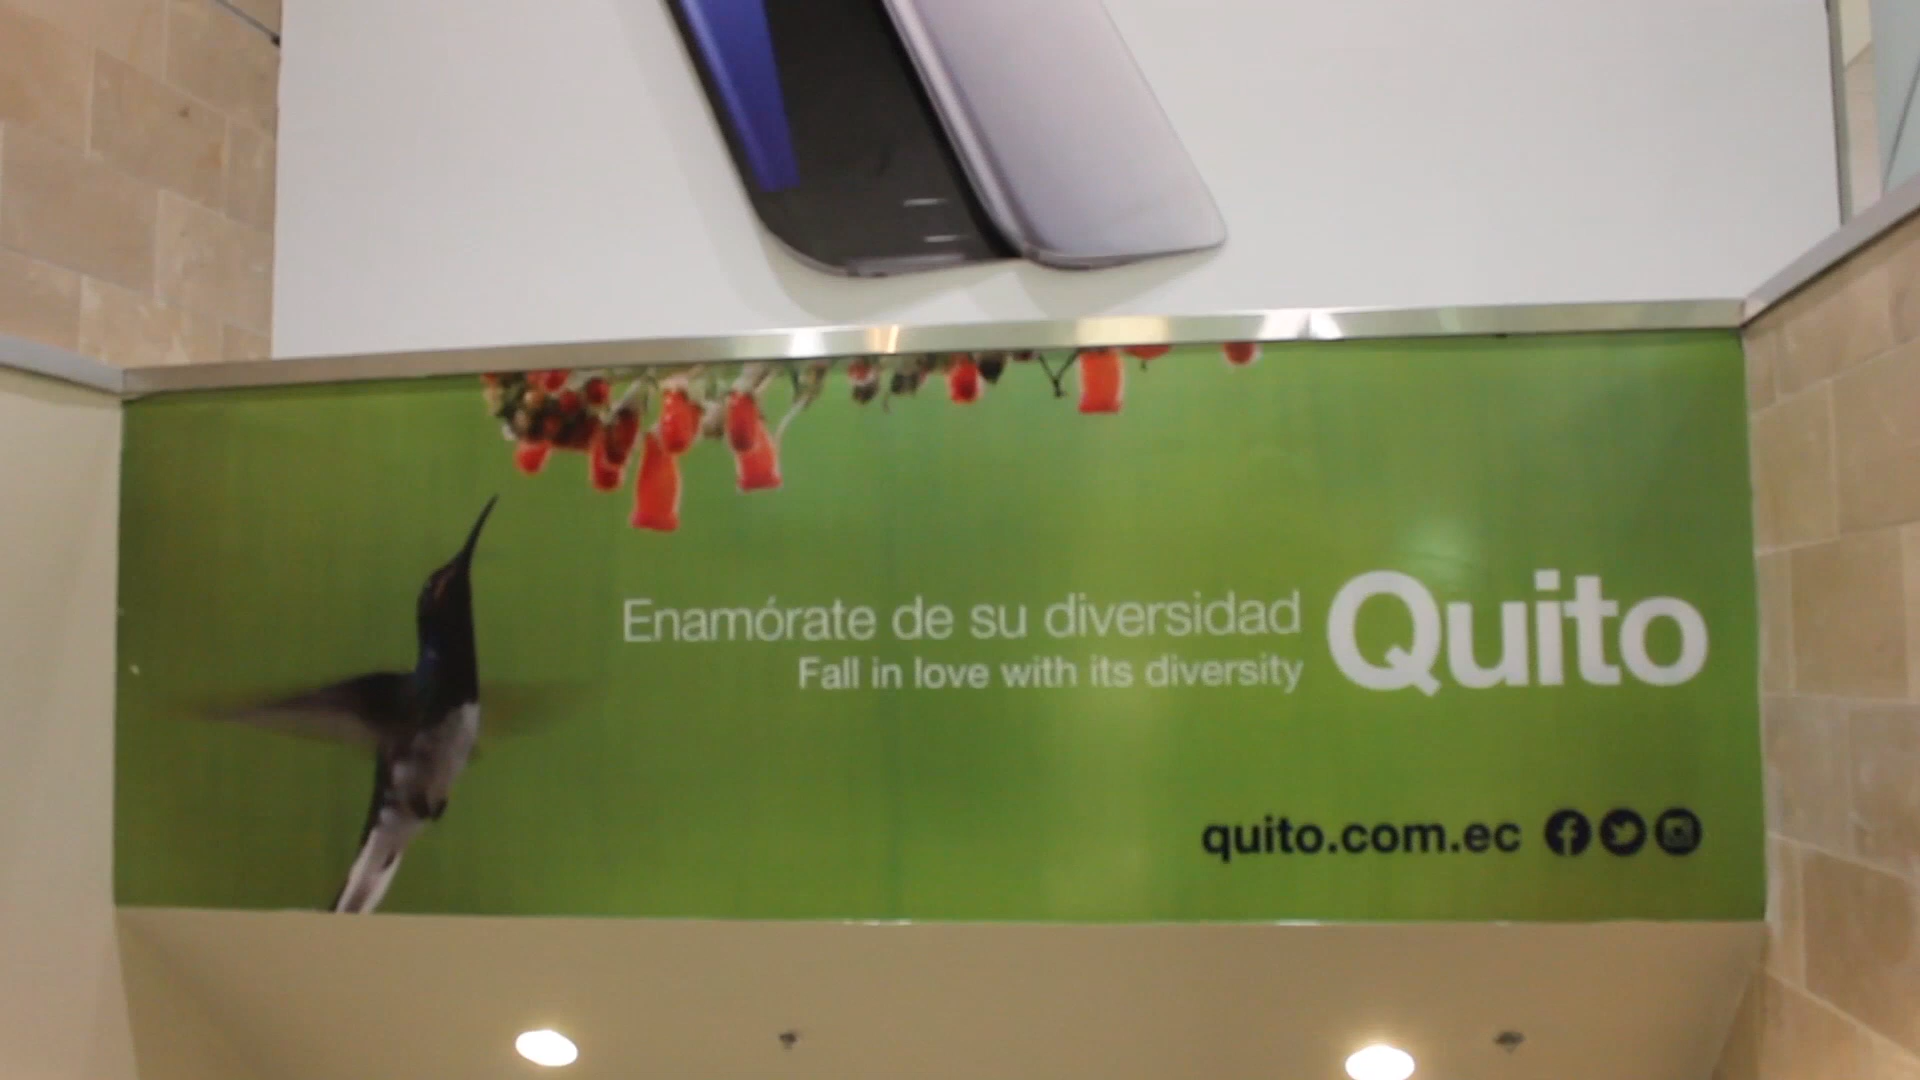 Enamórate de su diversidad
Fall in love with its diversity
Quito
quito.com.ec